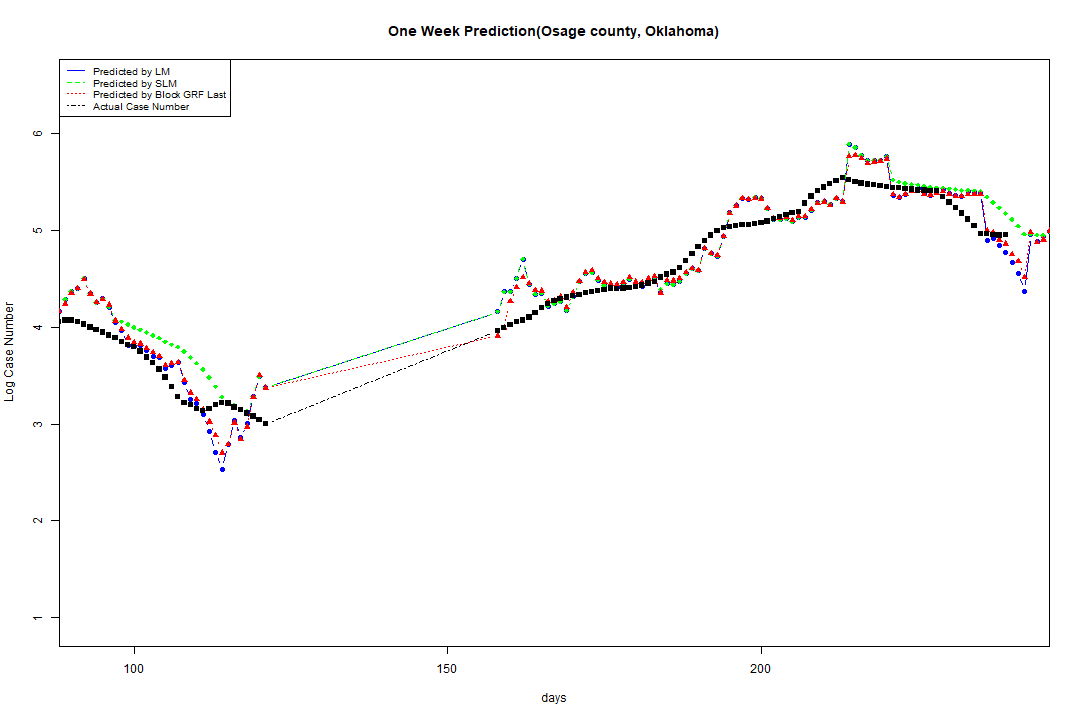 One Week Prediction(Osage county, Oklahoma)
Predicted by LM
Predicted by SLM
Predicted by Block GRF Last
Actual Case Number
6
5
4
3
2
1
Log Case Number
100
150
200
days